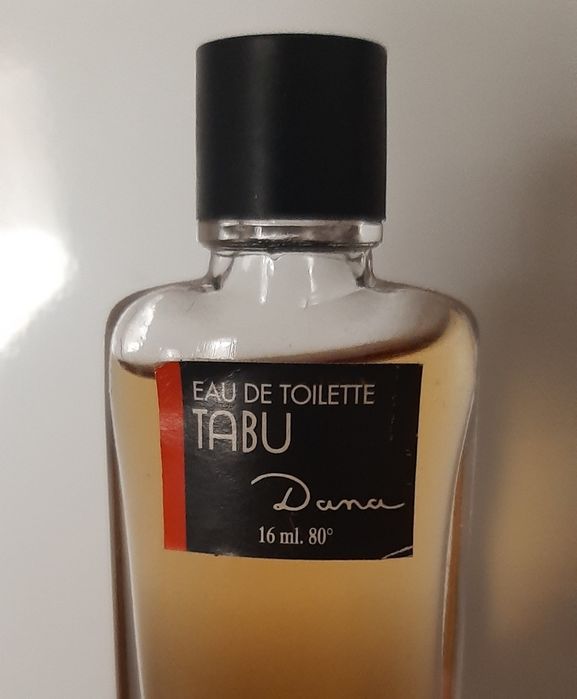 EAU DE TOILETTE
TABU
Dana
16 ml. 80°